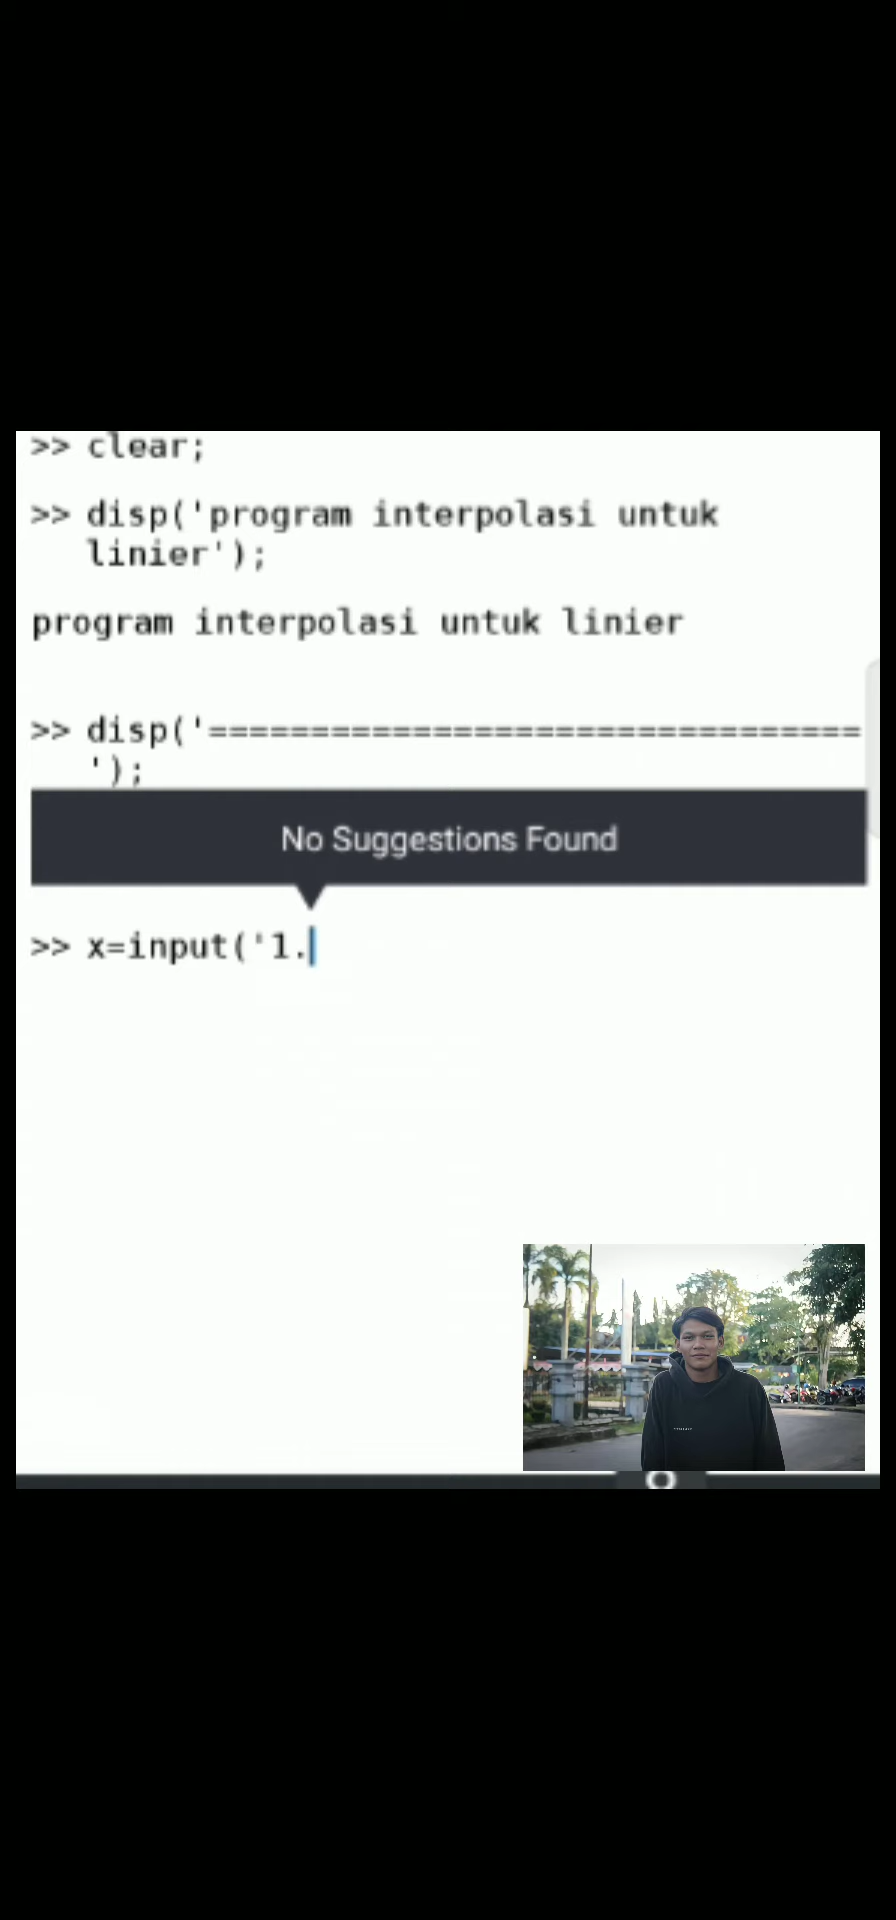 >> clear;
>> disp('program interpolasi untuk
linier');
program interpolasi untuk linier
>> disp('================================
');
No Suggestions Found
>> x=input('1.